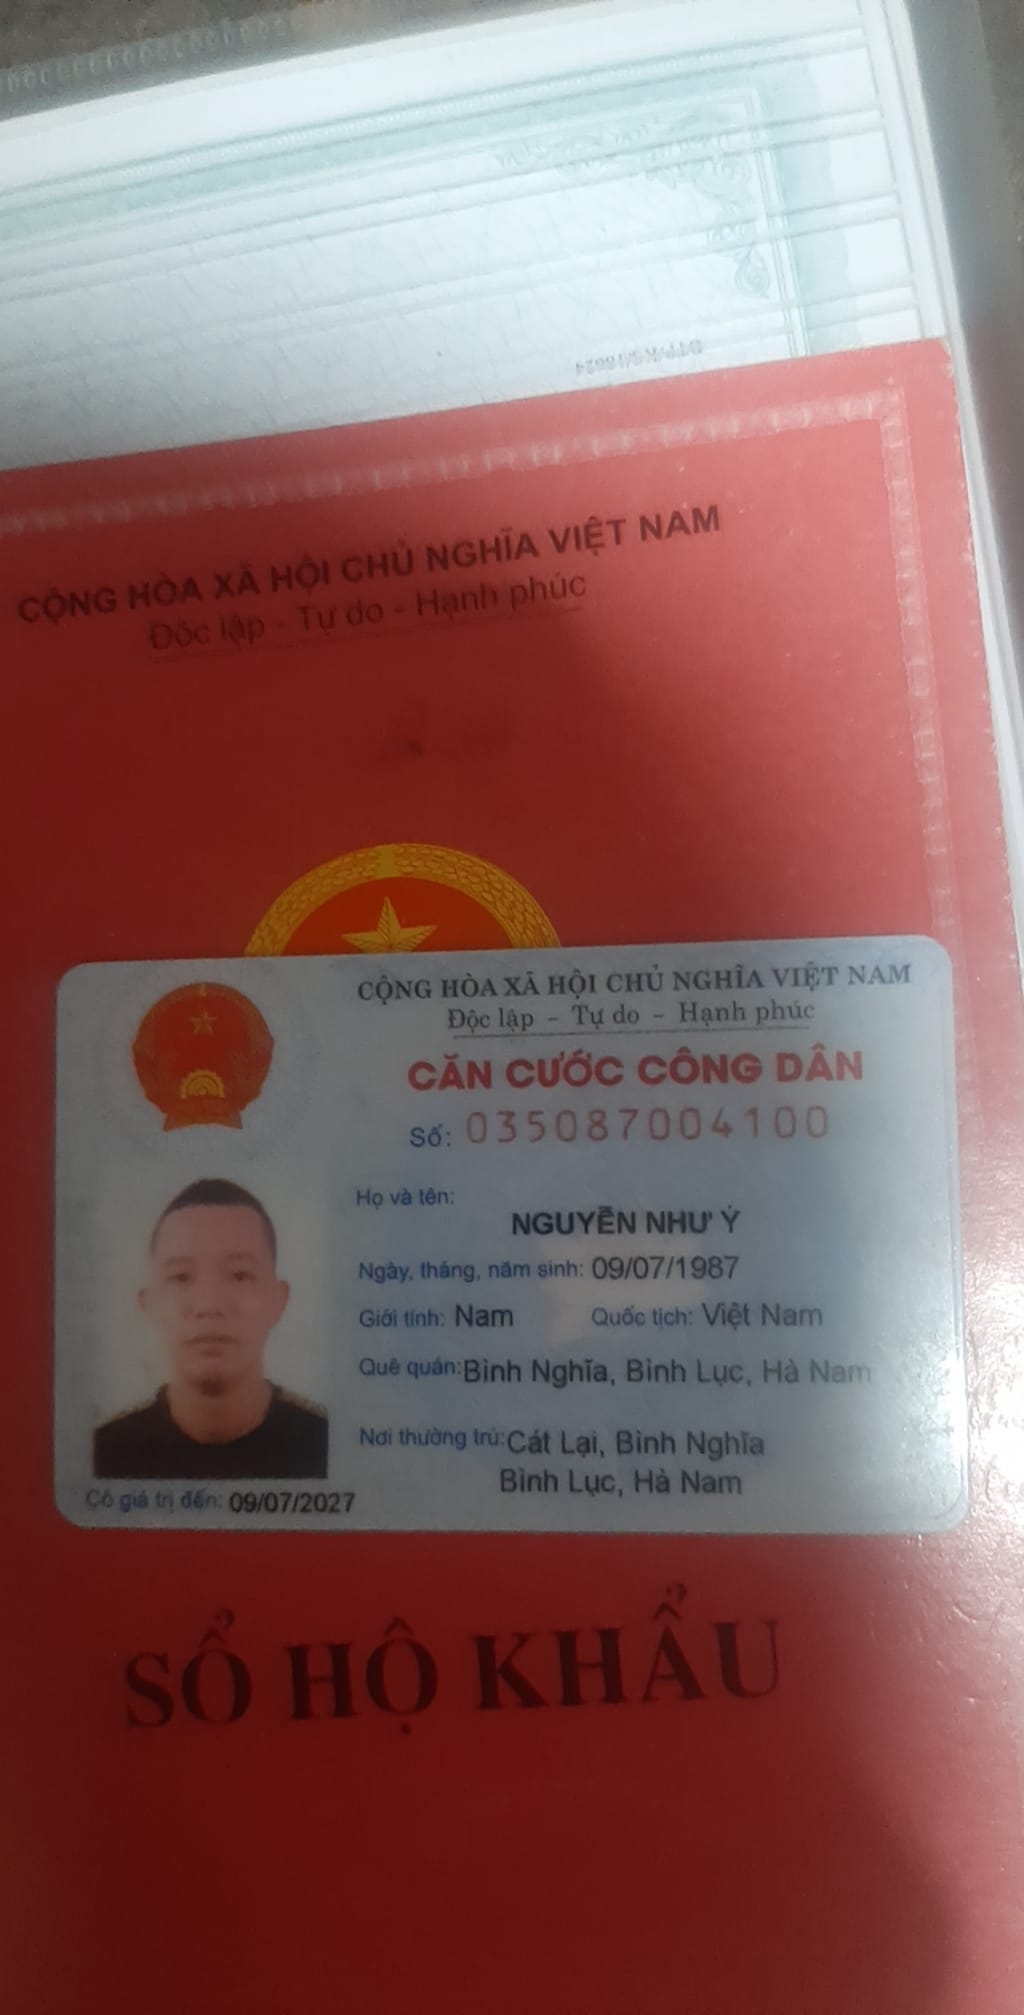 CỘNG HÒA XÃ HỘI CHỦ NGHĨA VIỆT NAM
Độc lập - Tự do - Hạnh phúc
CỘNG HÒA XÃ HỘI CHỦ NGHĨA VIỆT NAM
Độc lập - Tự do - Hạnh phúc
CĂN CƯỚC CÔNG DÂN
Số: 035087004100
Họ và tên:
NGUYỄN NHƯ Ý
Ngày, tháng, năm sinh: 09/07/1987
Giới tính: Nam Quốc tịch: Việt Nam
Quê quán: Bình Nghĩa, Bình Lục, Hà Nam
Nơi thường trú: Cát Lại, Bình Nghĩa
Bình Lục, Hà Nam
Có giá trị đến: 09/07/2027
SỔ HỘ KHẨU